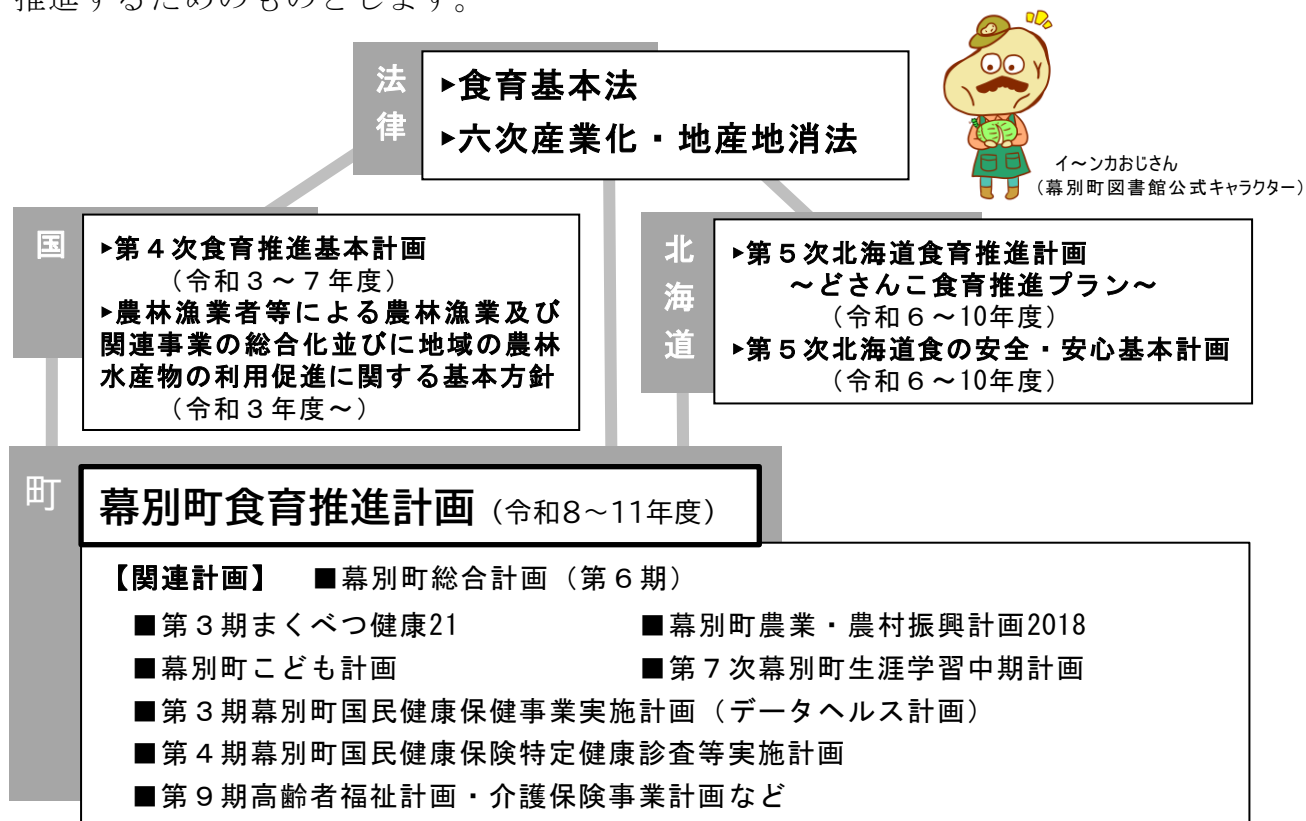 推進するためのものとします。
法律
▶食育基本法
▶六次産業化・地産地消法
イ～ンカおじさん
（幕別町図書館公式キャラクター）
国
▶第４次食育推進基本計画
（令和３～７年度）
▶農林漁業者等による農林漁業及び
関連事業の総合化並びに地域の農林
水産物の利用促進に関する基本方針
（令和３年度～）
北海道
▶第５次北海道食育推進計画
～どさんこ食育推進プラン～
（令和６～10年度）
▶第５次北海道食の安全・安心基本計画
（令和６～10年度）
町
幕別町食育推進計画（令和8～11年度）
【関連計画】　■幕別町総合計画（第６期）
■第３期まくべつ健康21　■幕別町農業・農村振興計画2018
■幕別町こども計画　■第７次幕別町生涯学習中期計画
■第３期幕別町国民健康保健事業実施計画（データヘルス計画）
■第４期幕別町国民健康保険特定健康診査等実施計画
■第９期高齢者福祉計画・介護保険事業計画など